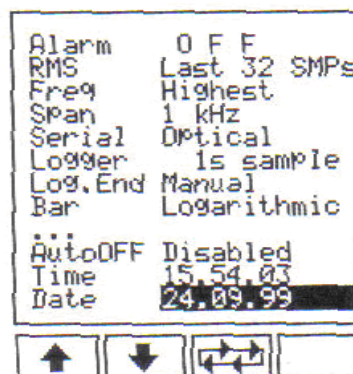 Alarm O F F
RMS Last 32 SMPs
Freq Highest
Span 1 kHz
Serial Optical
Logger 1s sample
Log.End Manual
Bar Logarithmic
...
AutoOFF Disabled
Time 15.54.03
Date 24.09.99